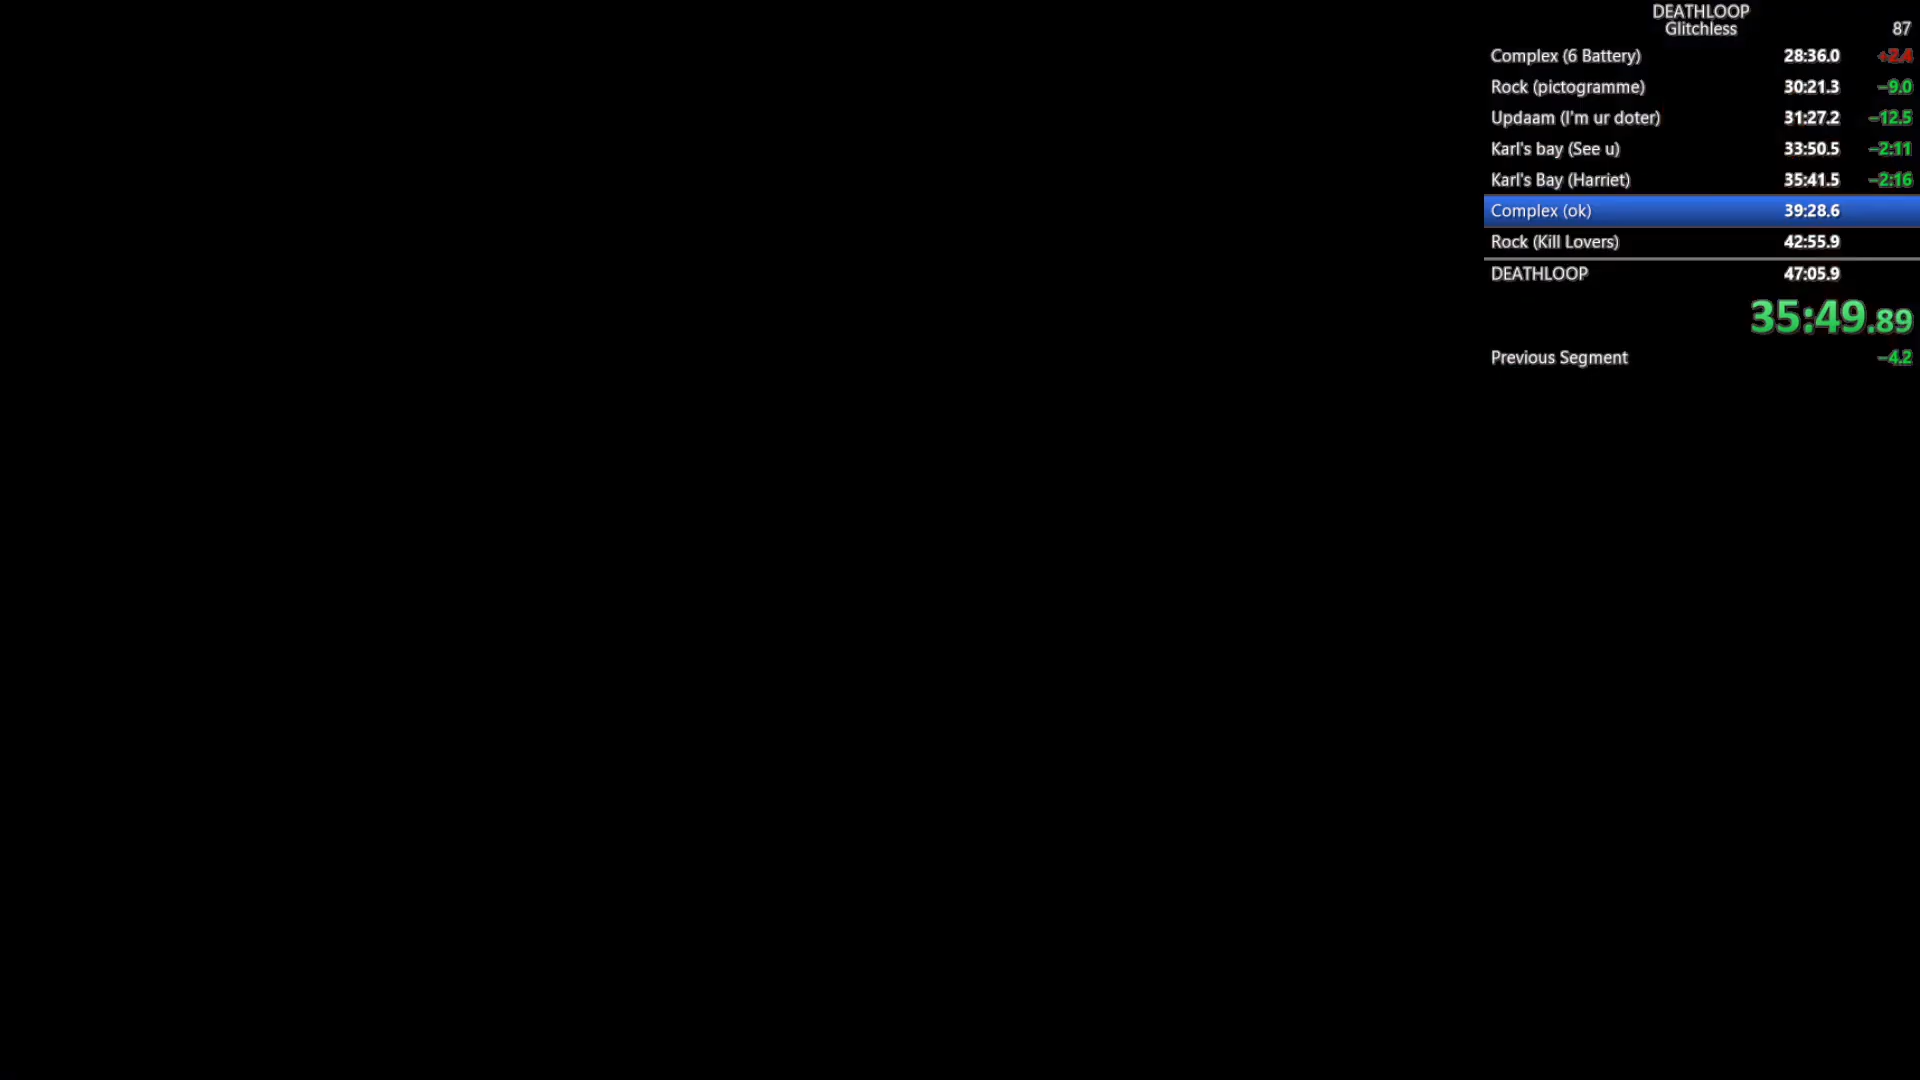 DEATHLOOP
Glitchless 87
Complex (6 Battery) 28:36.0 +2.4
Rock (pictogramme) 30:21.3 −9.0
Updaam (I'm ur doter) 31:27.2 −12.5
Karl's bay (See u) 33:50.5 −2:11
Karl's Bay (Harriet) 35:41.5 −2:16
Complex (ok) 39:28.6
Rock (Kill Lovers) 42:55.9
DEATHLOOP 47:05.9
35:49.89
Previous Segment −4.2